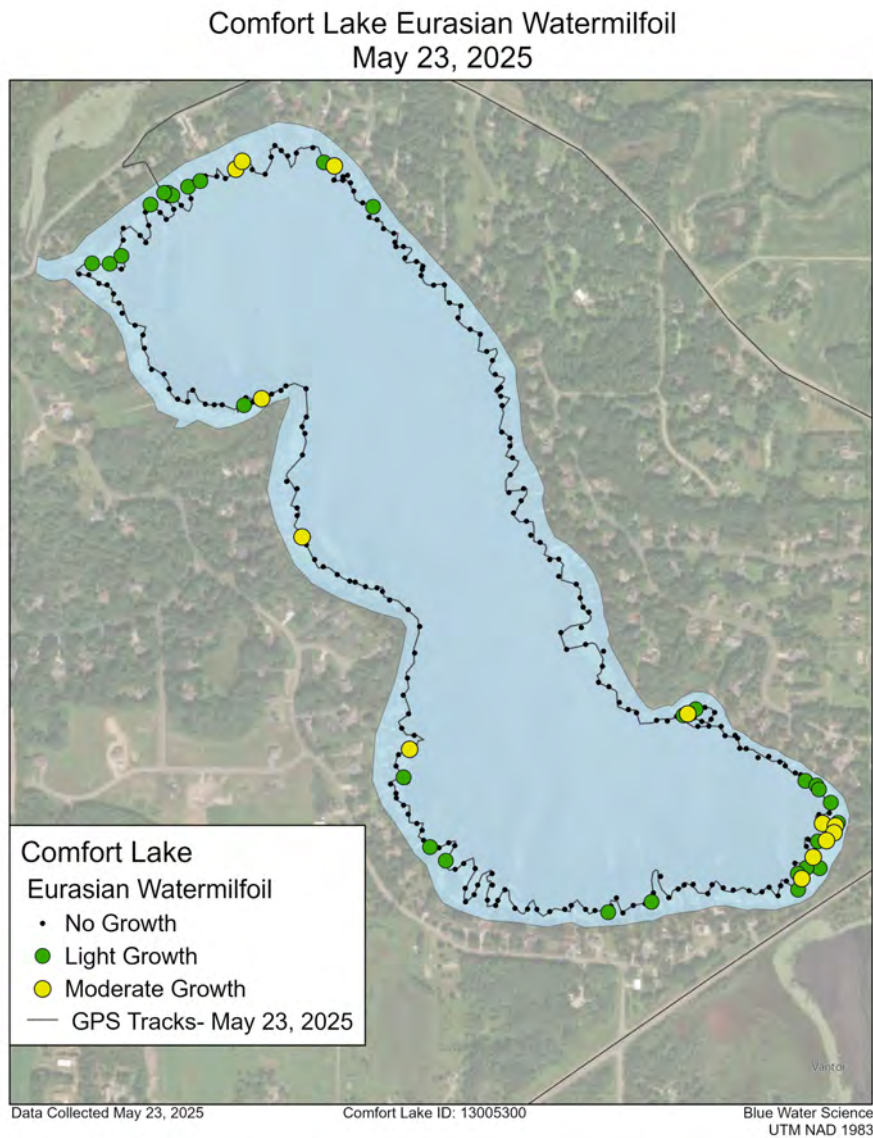 Comfort Lake Eurasian Watermilfoil
May 23, 2025
Comfort Lake
Eurasian Watermilfoil
No Growth
Light Growth
Moderate Growth
GPS Tracks- May 23, 2025
Vantor
Data Collected May 23, 2025
Comfort Lake ID: 13005300
Blue Water Science
UTM NAD 1983